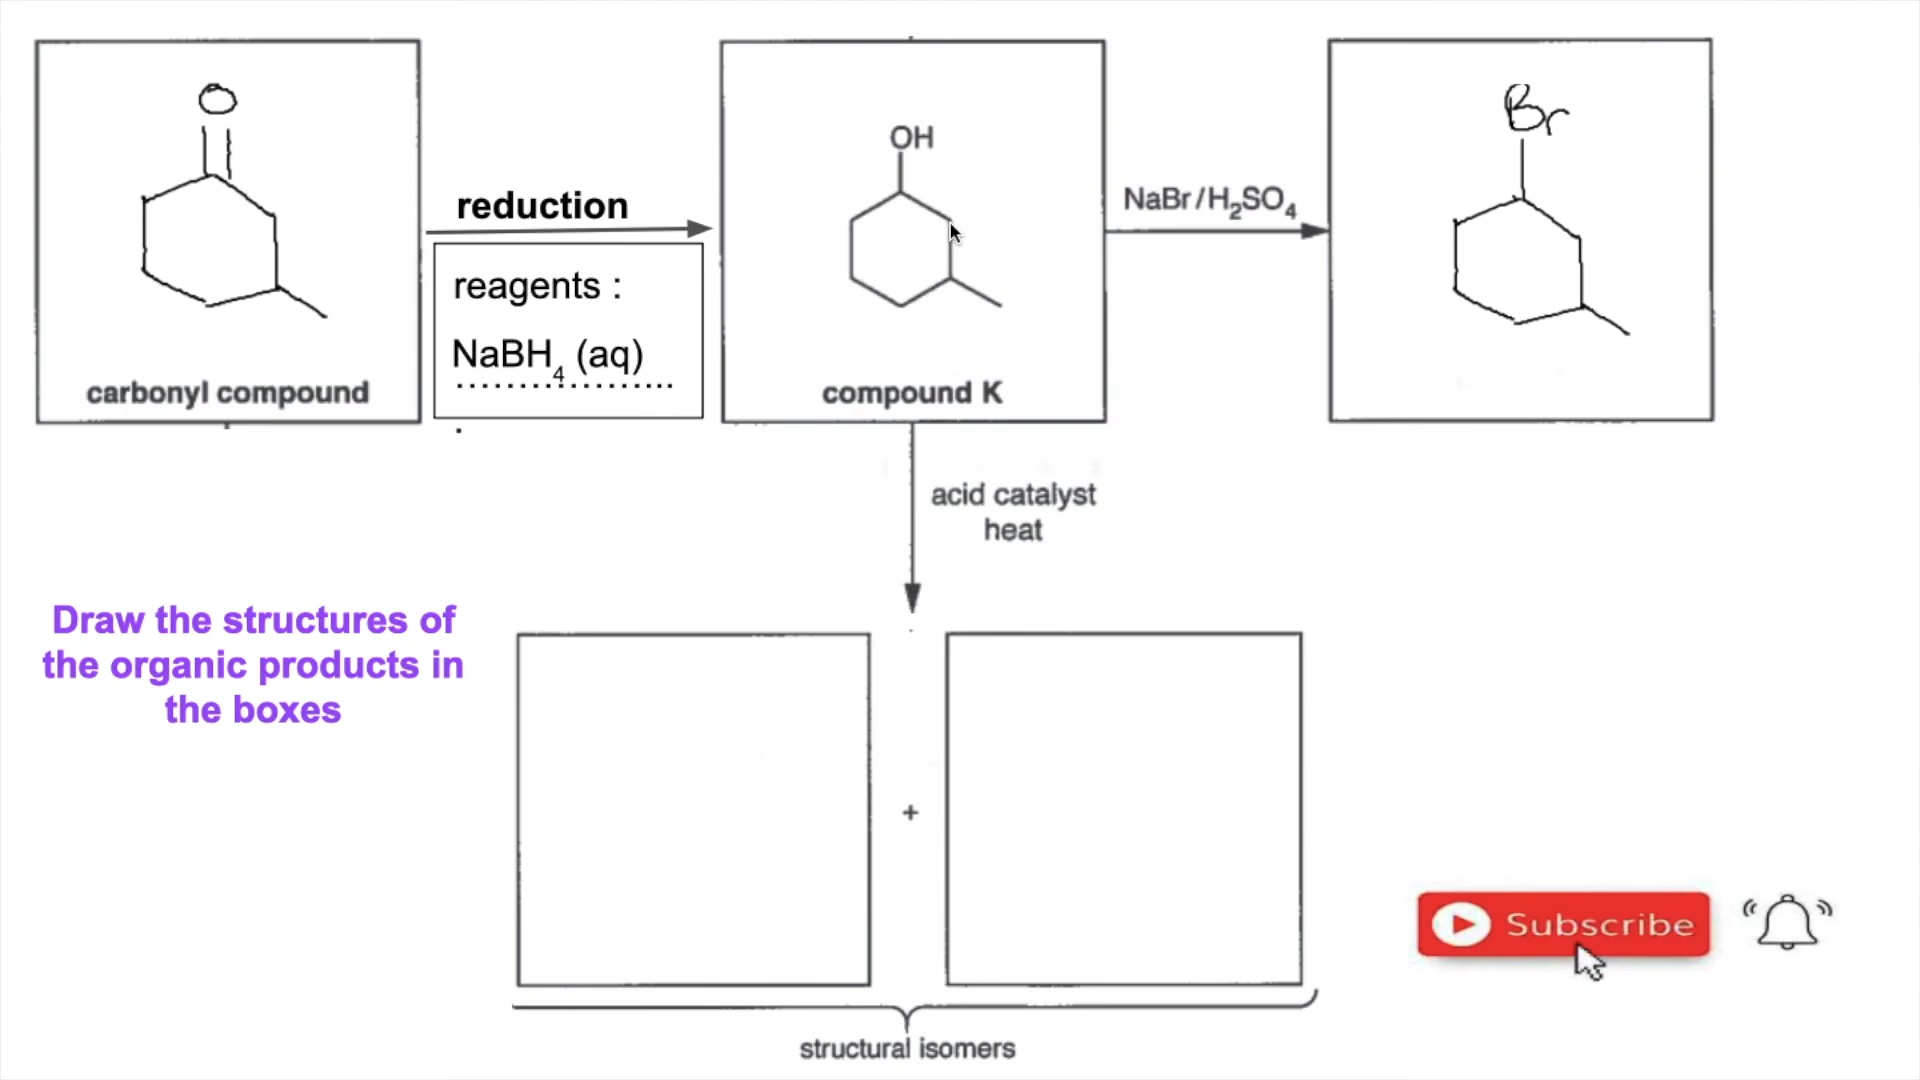 O
carbonyl compound
reduction
reagents :
NaBH₄ (aq)
....................
.
OH
compound K
NaBr/H₂SO₄
Br
acid catalyst
heat
Draw the structures of
the organic products in
the boxes
+
structural isomers
Subscribe